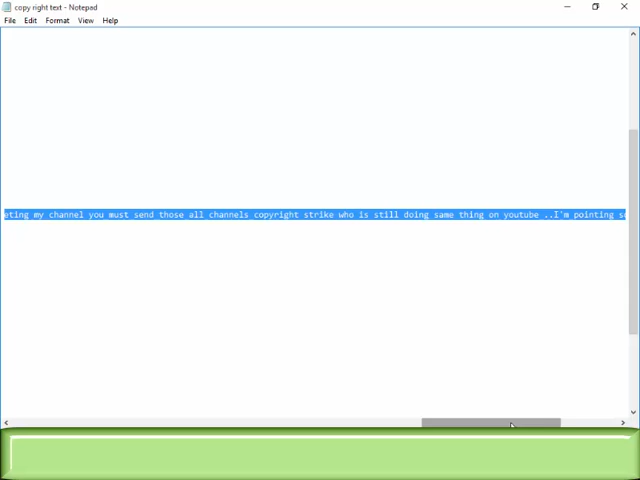 copy right text - Notepad
File Edit Format View Help
eting my channel you must send those all channels copyright strike who is still doing same thing on youtube ..I'm pointing